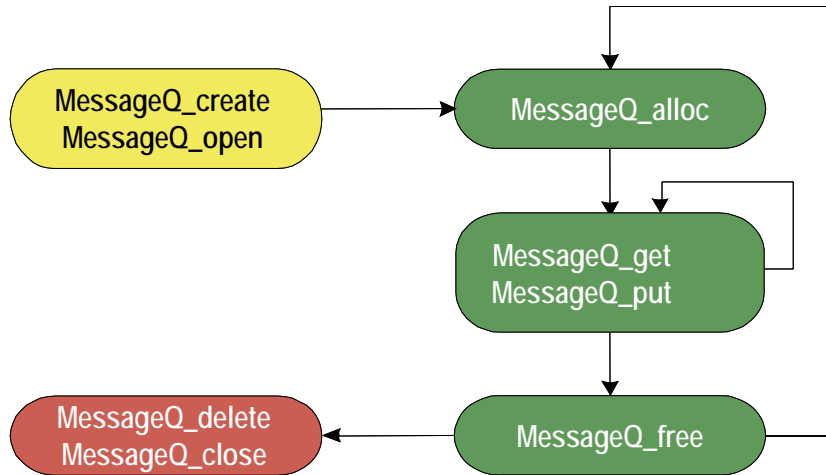 MessageQ_create
MessageQ_open
MessageQ_alloc
MessageQ_get
MessageQ_put
MessageQ_delete
MessageQ_close
MessageQ_free